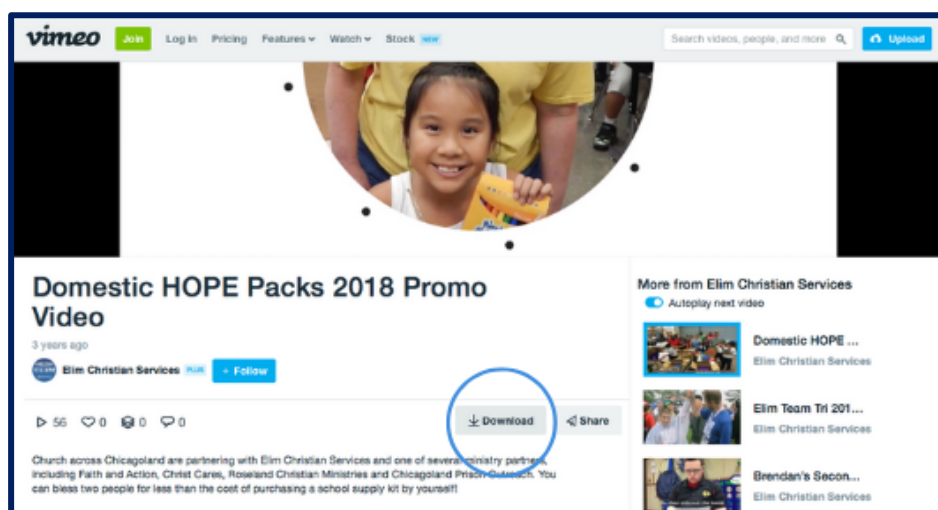 vimeo Join Log in Pricing Features Watch Stock NEW Search videos, people, and more Upload
Domestic HOPE Packs 2018 Promo
Video
3 years ago
Elim Christian Services PLUS + Follow
56 0 0 0 Download Share
Church across Chicagoland are partnering with Elim Christian Services and one of several ministry partners,
including Faith and Action, Christ Cares, Roseland Christian Ministries and Chicagoland Prison Outreach. You
can bless two people for less than the cost of purchasing a school supply kit by yourself!
More from Elim Christian Services
Autoplay next video
Domestic HOPE ...
Elim Christian Services
Elim Team Tri 201...
Elim Christian Services
Brendan's Secon...
Elim Christian Services